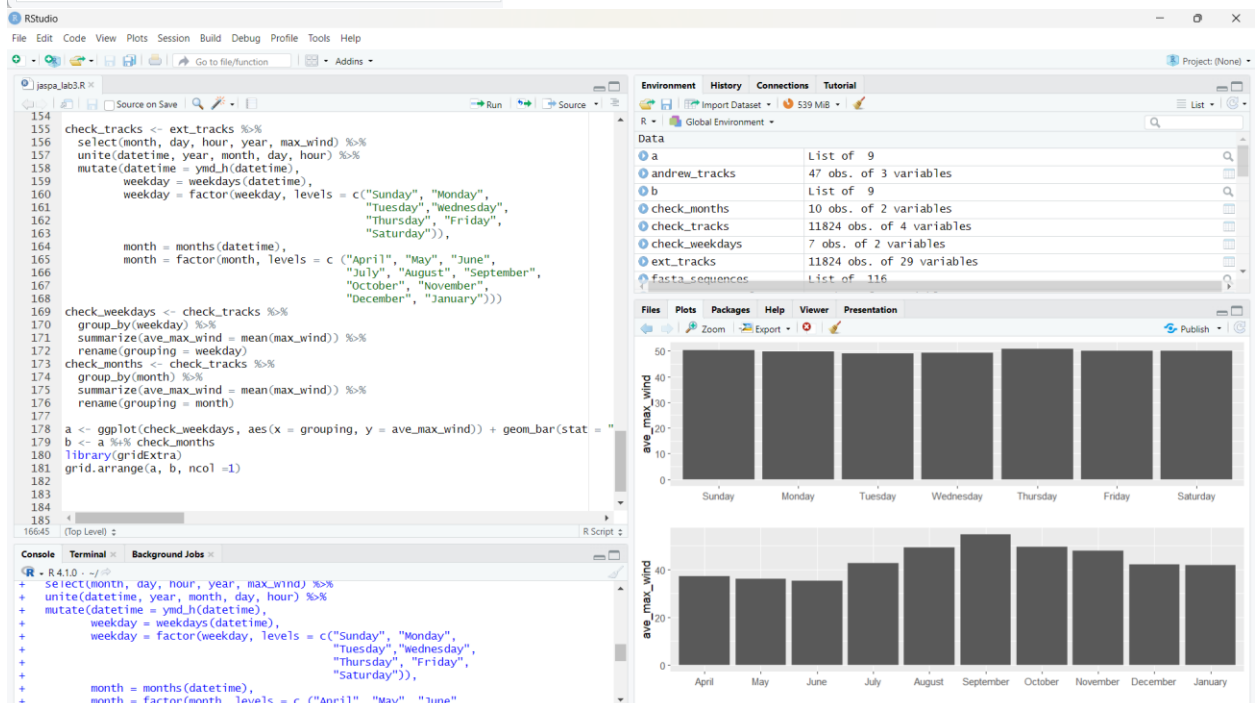 RStudio
File Edit Code View Plots Session Build Debug Profile Tools Help
Go to file/function
Addins
Project: (None)
jaspa_lab3.R
Source on Save
Run
Source
154
155 check_tracks <- ext_tracks %>%
156 select(month, day, hour, year, max_wind) %>%
157 unite(datetime, year, month, day, hour) %>%
158 mutate(datetime = ymd_h(datetime),
159 weekday = weekdays(datetime),
160 weekday = factor(weekday, levels = c("Sunday", "Monday",
161 "Tuesday","Wednesday",
162 "Thursday", "Friday",
163 "Saturday")),
164 month = months(datetime),
165 month = factor(month, levels = c ("April", "May", "June",
166 "July", "August", "September",
167 "October", "November",
168 "December", "January")))
169 check_weekdays <- check_tracks %>%
170 group_by(weekday) %>%
171 summarize(ave_max_wind = mean(max_wind)) %>%
172 rename(grouping = weekday)
173 check_months <- check_tracks %>%
174 group_by(month) %>%
175 summarize(ave_max_wind = mean(max_wind)) %>%
176 rename(grouping = month)
177
178 a <- ggplot(check_weekdays, aes(x = grouping, y = ave_max_wind)) + geom_bar(stat = "
179 b <- a %+% check_months
180 library(gridExtra)
181 grid.arrange(a, b, ncol =1)
182
183
184
185
166:45 (Top Level) R Script
Console Terminal Background Jobs
R 4.1.0 · ~/
+ select(month, day, hour, year, max_wind) %>%
+ unite(datetime, year, month, day, hour) %>%
+ mutate(datetime = ymd_h(datetime),
+ weekday = weekdays(datetime),
+ weekday = factor(weekday, levels = c("Sunday", "Monday",
+ "Tuesday","Wednesday",
+ "Thursday", "Friday",
+ "Saturday")),
+ month = months(datetime),
+ month = factor(month, levels = c ("April", "May", "June"
Environment History Connections Tutorial
Import Dataset 539 MiB List
R Global Environment
Data
a List of 9
andrew_tracks 47 obs. of 3 variables
b List of 9
check_months 10 obs. of 2 variables
check_tracks 11824 obs. of 4 variables
check_weekdays 7 obs. of 2 variables
ext_tracks 11824 obs. of 29 variables
fasta_sequences List of 116
Files Plots Packages Help Viewer Presentation
Zoom Export Publish
ave_max_wind
50
40
30
20
10
0
Sunday Monday Tuesday Wednesday Thursday Friday Saturday
ave_max_wind
40
20
0
April May June July August September October November December January